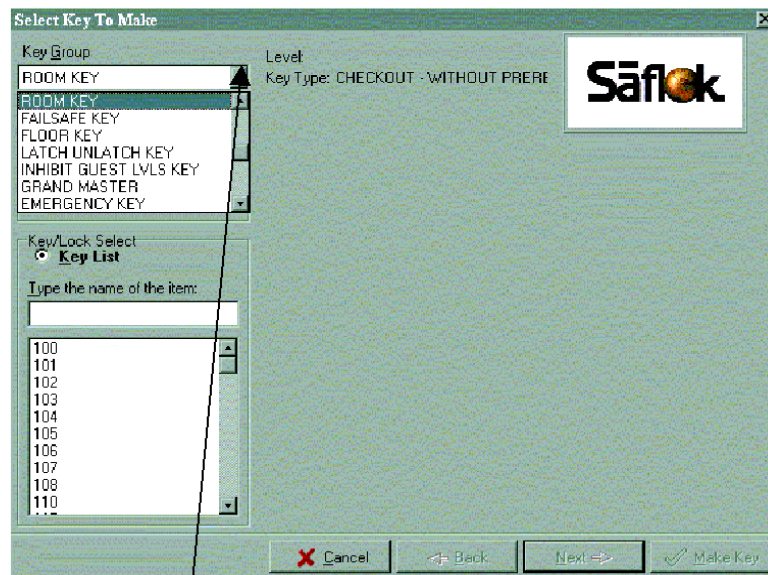 Select Key To Make
Key Group
ROOM KEY
ROOM KEY
FAILSAFE KEY
FLOOR KEY
LATCH UNLATCH KEY
INHIBIT GUEST LVLS KEY
GRAND MASTER
EMERGENCY KEY
Level:
Key Type: CHECKOUT - WITHOUT PRERE
Säflok
Key/Lock Select
Key List
Type the name of the item:
100
101
102
103
104
105
106
107
108
110
Cancel
Back
Next
Make Key